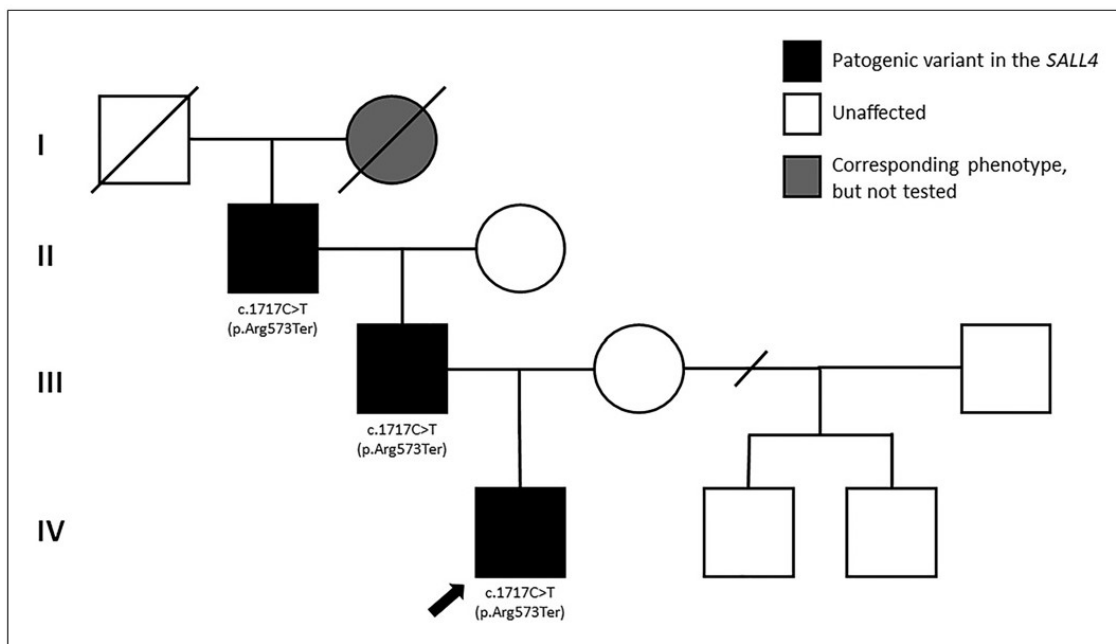 Patogenic variant in the SALL4
Unaffected
Corresponding phenotype,
but not tested
I
II
c.1717C>T
(p.Arg573Ter)
III
c.1717C>T
(p.Arg573Ter)
IV
c.1717C>T
(p.Arg573Ter)